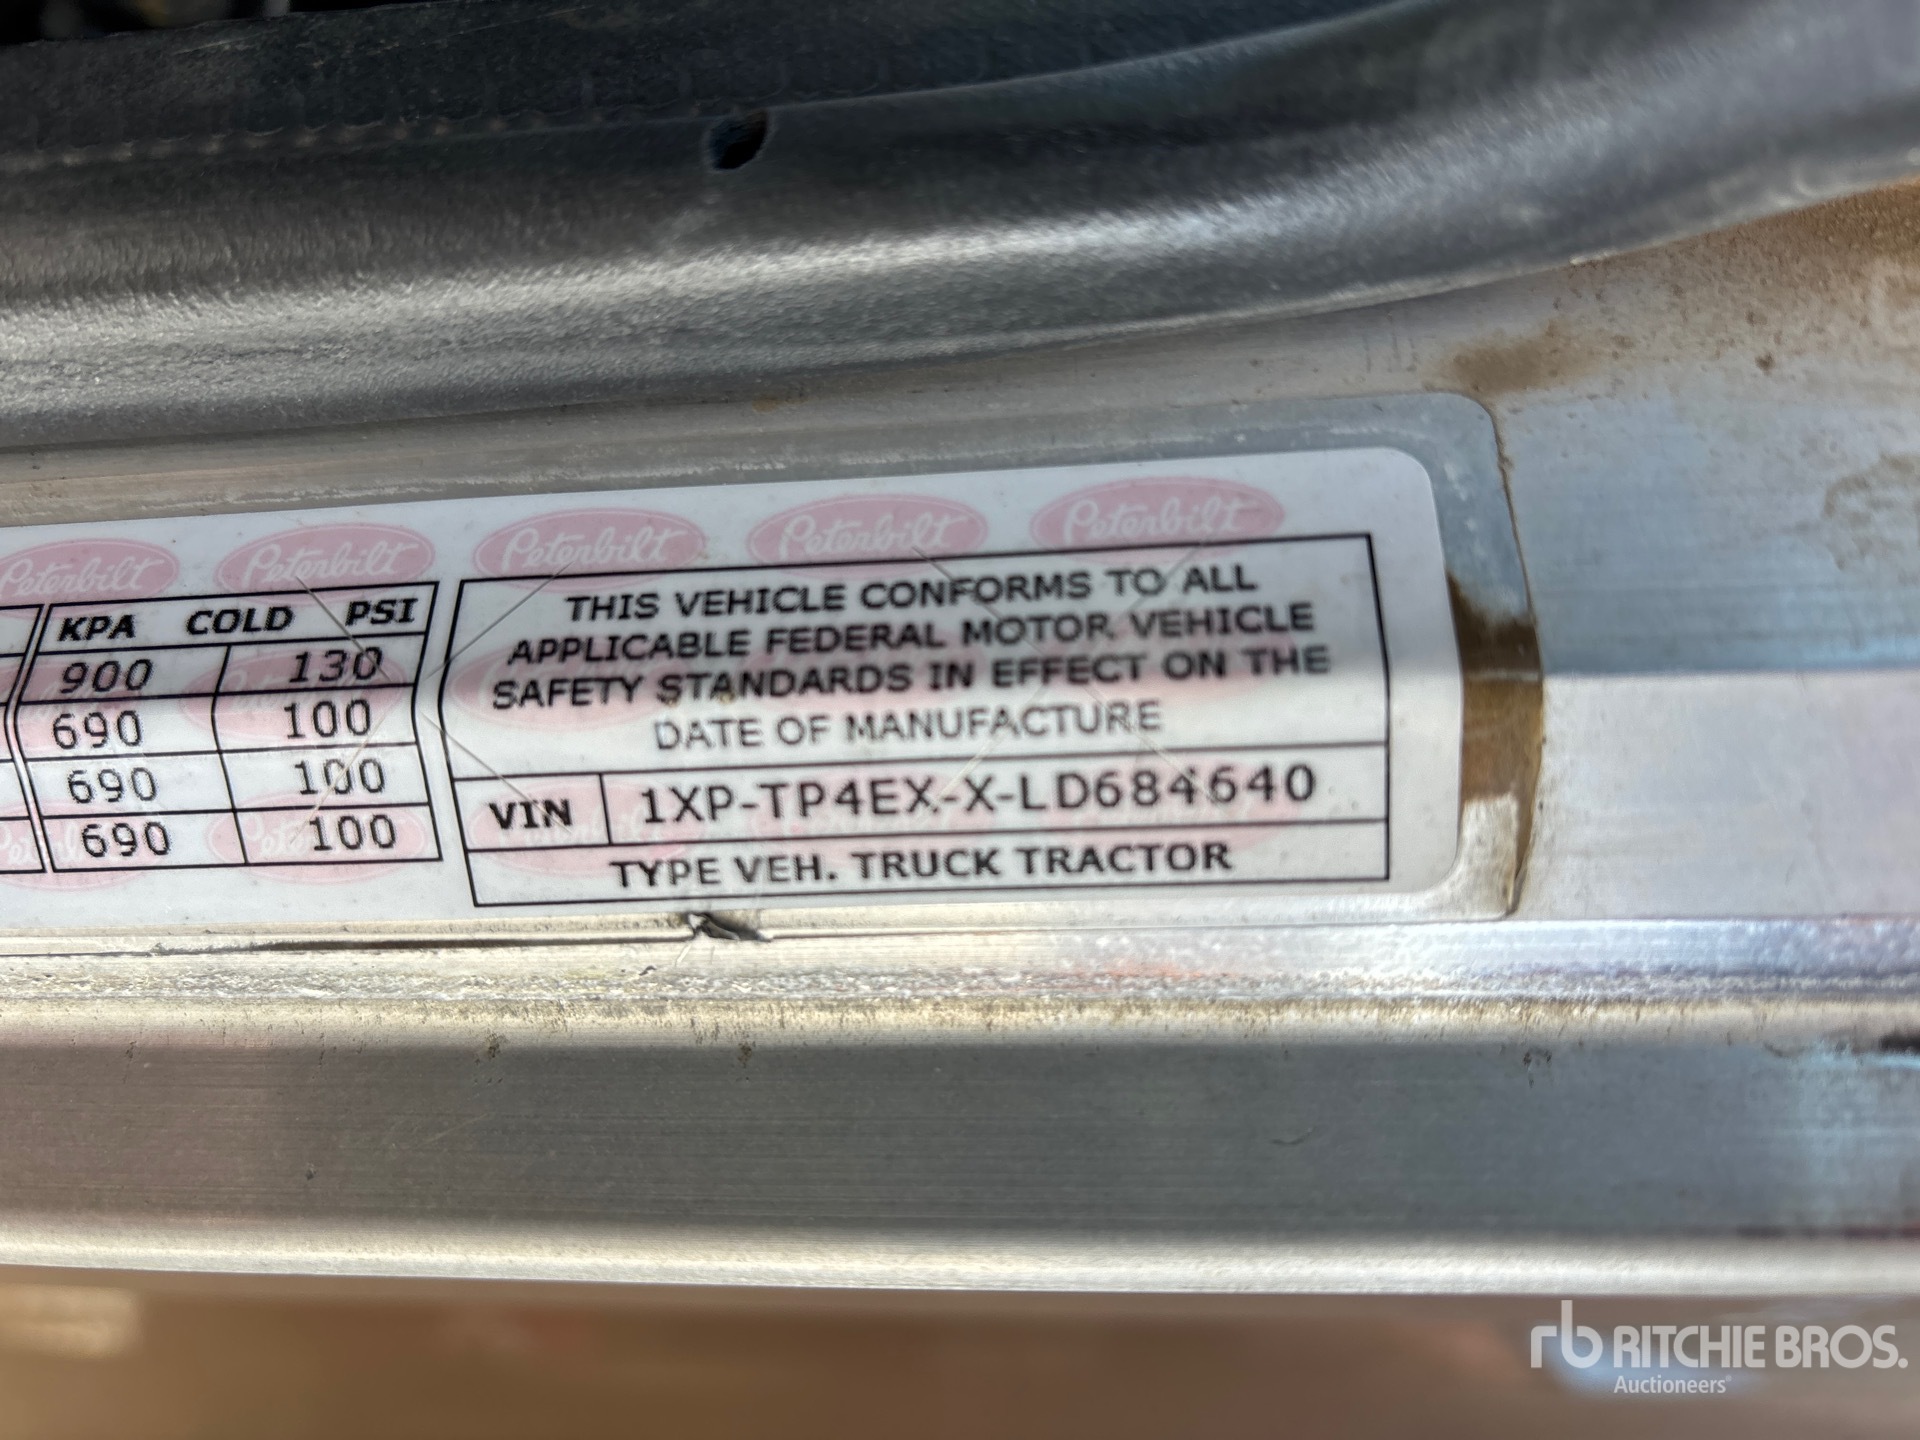 Peterbilt Peterbilt Peterbilt Peterbilt Peterbilt
KPA COLD PSI
900 130
690 100
690 100
690 100
THIS VEHICLE CONFORMS TO ALL
APPLICABLE FEDERAL MOTOR VEHICLE
SAFETY STANDARDS IN EFFECT ON THE
DATE OF MANUFACTURE
VIN 1XP-TP4EX-X-LD684640
TYPE VEH. TRUCK TRACTOR
rb RITCHIE BROS.
Auctioneers